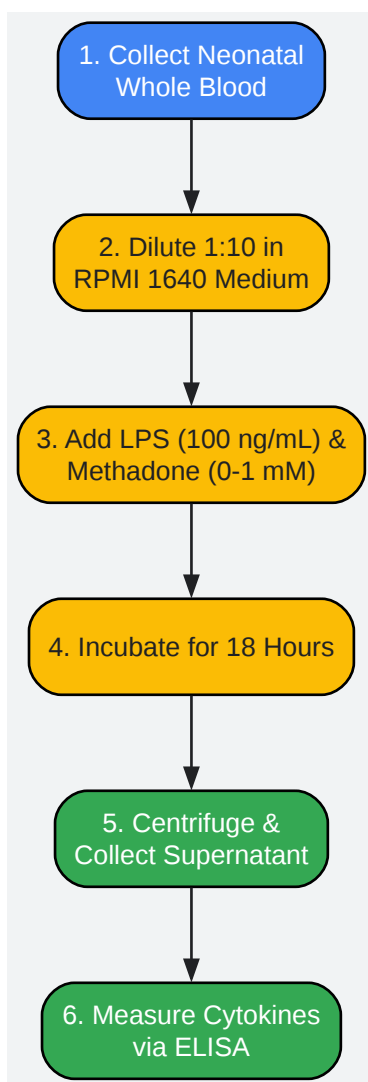 1. Collect Neonatal
Whole Blood
2. Dilute 1:10 in
RPMI 1640 Medium
3. Add LPS (100 ng/mL) &
Methadone (0-1 mM)
4. Incubate for 18 Hours
5. Centrifuge &
Collect Supernatant
6. Measure Cytokines
via ELISA